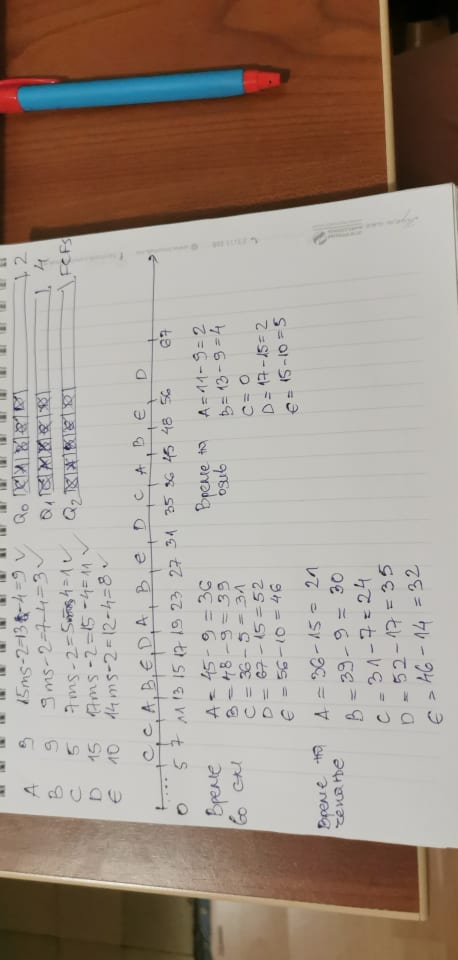 A 9 15ms-2=13-4=9 ✓
B 9 9ms-2=7-4=3 ✓
C 5 7ms-2=5-4=1 ✓
D 15 17ms-2=15-4=11 ✓
E 10 14ms-2=12-4=8 ✓
Q0 2
Q1 4
Q2 FCFS
C C A B E D A B E D C A B E D
0 5 7 11 13 15 17 19 23 27 31 35 36 45 48 56 67
Време во сис
A = 45-9 = 36
B = 48-9 = 39
C = 36-5 = 31
D = 67-15 = 52
E = 56-10 = 46
Време на
A = 11-9 = 2
B = 13-9 = 4
C = 0
D = 17-15 = 2
E = 15-10 = 5
Време на чекање
A = 36-15 = 21
B = 39-9 = 30
C = 31-7 = 24
D = 52-17 = 35
E = 46-14 = 32